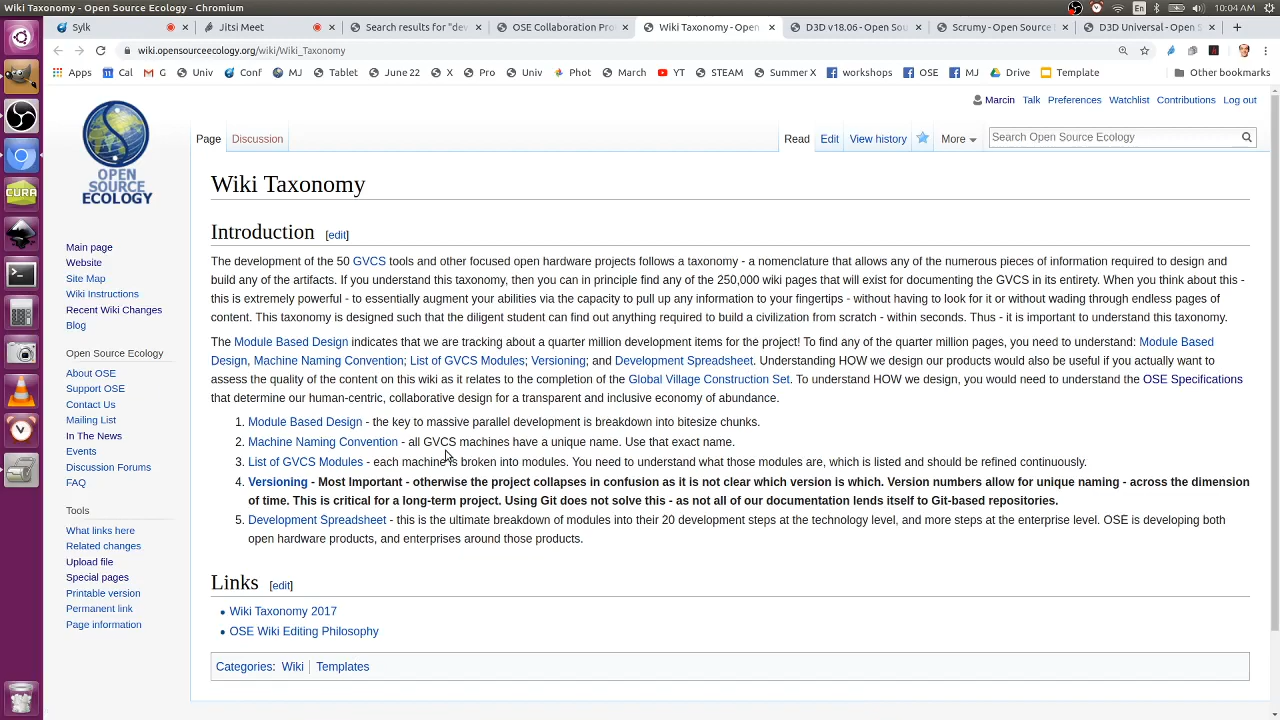 Wiki Taxonomy - Open Source Ecology - Chromium
En
10:04 AM
Sylk
Jitsi Meet
Search results for "dev
OSE Collaboration Pro
Wiki Taxonomy - Open
D3D v18.06 - Open Sou
Scrumy - Open Source
D3D Universal - Open S
wiki.opensourceecology.org/wiki/Wiki_Taxonomy
Apps
Cal
G
Univ
Conf
MJ
Tablet
June 22
X
Pro
Univ
Phot
March
YT
STEAM
Summer X
workshops
OSE
MJ
Drive
Template
Other bookmarks
Marcin Talk Preferences Watchlist Contributions Log out
Page Discussion Read Edit View history More Search Open Source Ecology
OPEN
SOURCE
ECOLOGY
CURA
Main page
Website
Site Map
Wiki Instructions
Recent Wiki Changes
Blog
Open Source Ecology
About OSE
Support OSE
Contact Us
Mailing List
In The News
Events
Discussion Forums
FAQ
Tools
What links here
Related changes
Upload file
Special pages
Printable version
Permanent link
Page information
Wiki Taxonomy
Introduction [edit]
The development of the 50 GVCS tools and other focused open hardware projects follows a taxonomy - a nomenclature that allows any of the numerous pieces of information required to design and
build any of the artifacts. If you understand this taxonomy, then you can in principle find any of the 250,000 wiki pages that will exist for documenting the GVCS in its entirety. When you think about this -
this is extremely powerful - to essentially augment your abilities via the capacity to pull up any information to your fingertips - without having to look for it or without wading through endless pages of
content. This taxonomy is designed such that the diligent student can find out anything required to build a civilization from scratch - within seconds. Thus - it is important to understand this taxonomy.
The Module Based Design indicates that we are tracking about a quarter million development items for the project! To find any of the quarter million pages, you need to understand: Module Based
Design, Machine Naming Convention; List of GVCS Modules; Versioning; and Development Spreadsheet. Understanding HOW we design our products would also be useful if you actually want to
assess the quality of the content on this wiki as it relates to the completion of the Global Village Construction Set. To understand HOW we design, you would need to understand the OSE Specifications
that determine our human-centric, collaborative design for a transparent and inclusive economy of abundance.
1. Module Based Design - the key to massive parallel development is breakdown into bitesize chunks.
2. Machine Naming Convention - all GVCS machines have a unique name. Use that exact name.
3. List of GVCS Modules - each machine is broken into modules. You need to understand what those modules are, which is listed and should be refined continuously.
4. Versioning - Most Important - otherwise the project collapses in confusion as it is not clear which version is which. Version numbers allow for unique naming - across the dimension
of time. This is critical for a long-term project. Using Git does not solve this - as not all of our documentation lends itself to Git-based repositories.
5. Development Spreadsheet - this is the ultimate breakdown of modules into their 20 development steps at the technology level, and more steps at the enterprise level. OSE is developing both
open hardware products, and enterprises around those products.
Links [edit]
• Wiki Taxonomy 2017
• OSE Wiki Editing Philosophy
Categories: Wiki | Templates